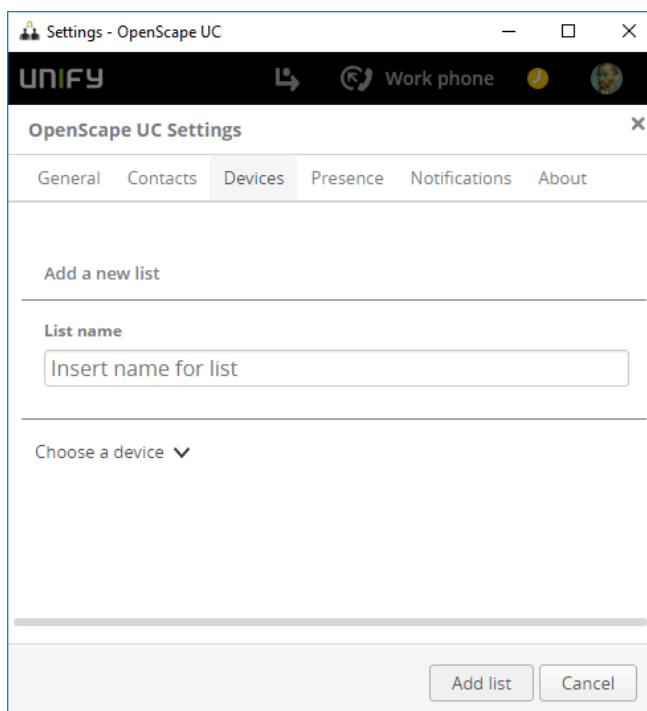 Settings - OpenScape UC
UNIFY Work phone
OpenScape UC Settings
General Contacts Devices Presence Notifications About
Add a new list
List name
Insert name for list
Choose a device
Add list Cancel